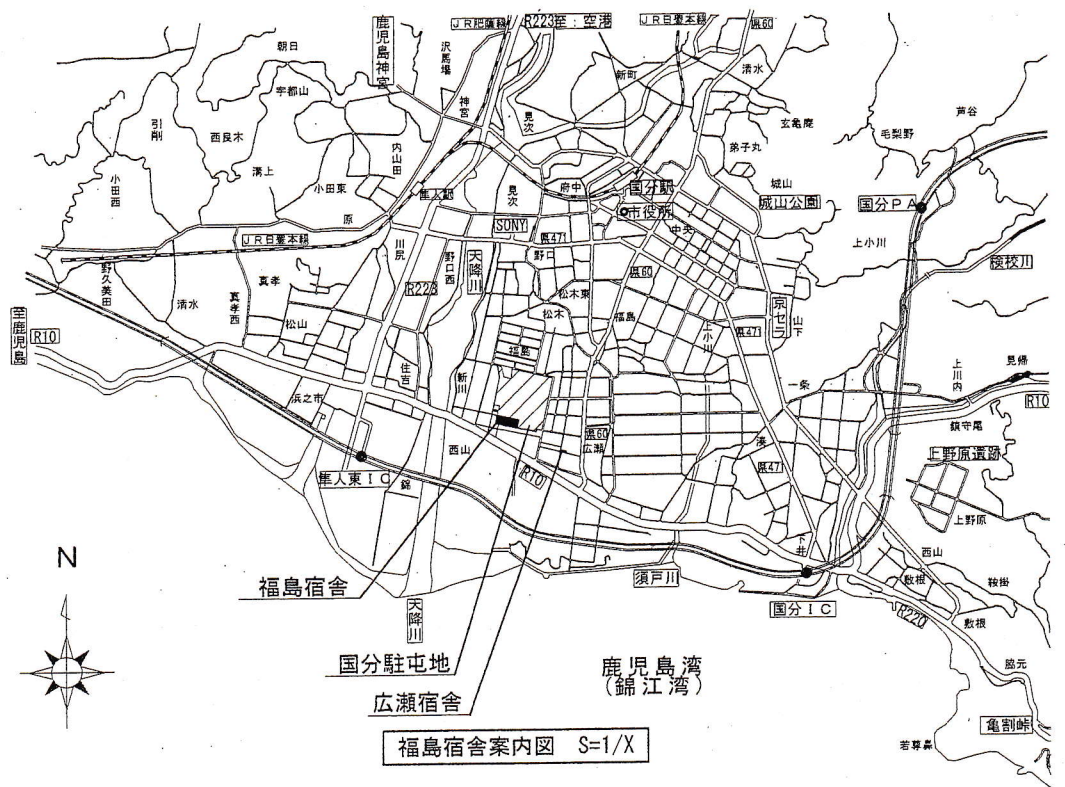 JR肥薩線
R223至：空港
JR日豊本線
県60
朝日
鹿児島神宮
沢馬場
新町
清水
宇都山
神宮
見次
芦谷
引削
西良木
玄亀庵
毛梨野
内山田
弟子丸
溝上
小田西
小田東
隼人駅
見次
府中
国分駅
城山
城山公園
国分PA
原
市役所
SONY
中央
JR日豊本線
川尻
県471
上小川
野久美田
野口西
天降川
野口
県60
検校川
真孝
清水
R223
松木東
京セラ
至鹿児島
R10
真孝西
松山
松木
福島
上小川
県471
山下
福島
住吉
新川
一条
上川内
見帰
R10
浜之市
鎮守尾
県60
広瀬
湊
西山
県471
上野原遺跡
隼人東IC
錦
R10
上野原
下井
西山
N
福島宿舎
須戸川
敷根
鞍掛
天降川
国分IC
R220
敷根
国分駐屯地
鹿児島湾
(錦江湾)
脇元
広瀬宿舎
亀割峠
福島宿舎案内図 S=1/X
若尊鼻